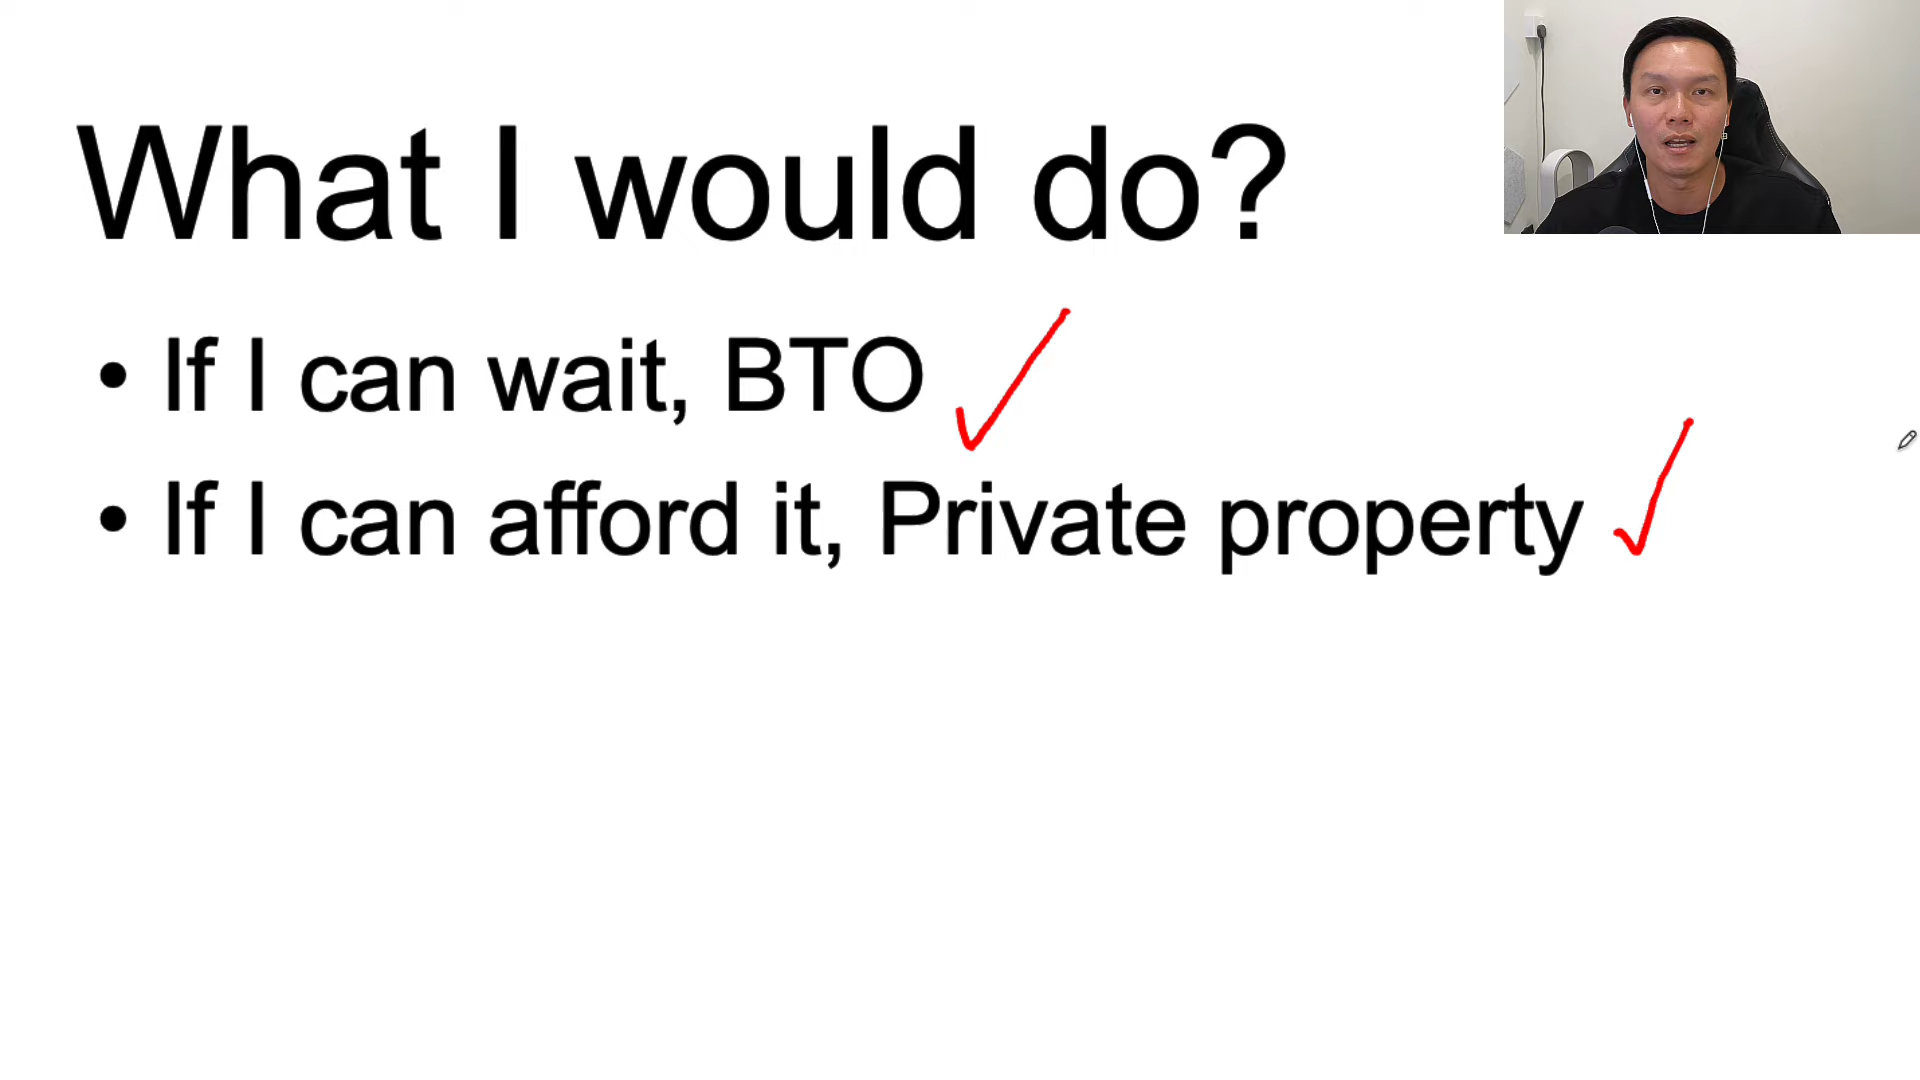 What I would do?
• If I can wait, BTO
• If I can afford it, Private property